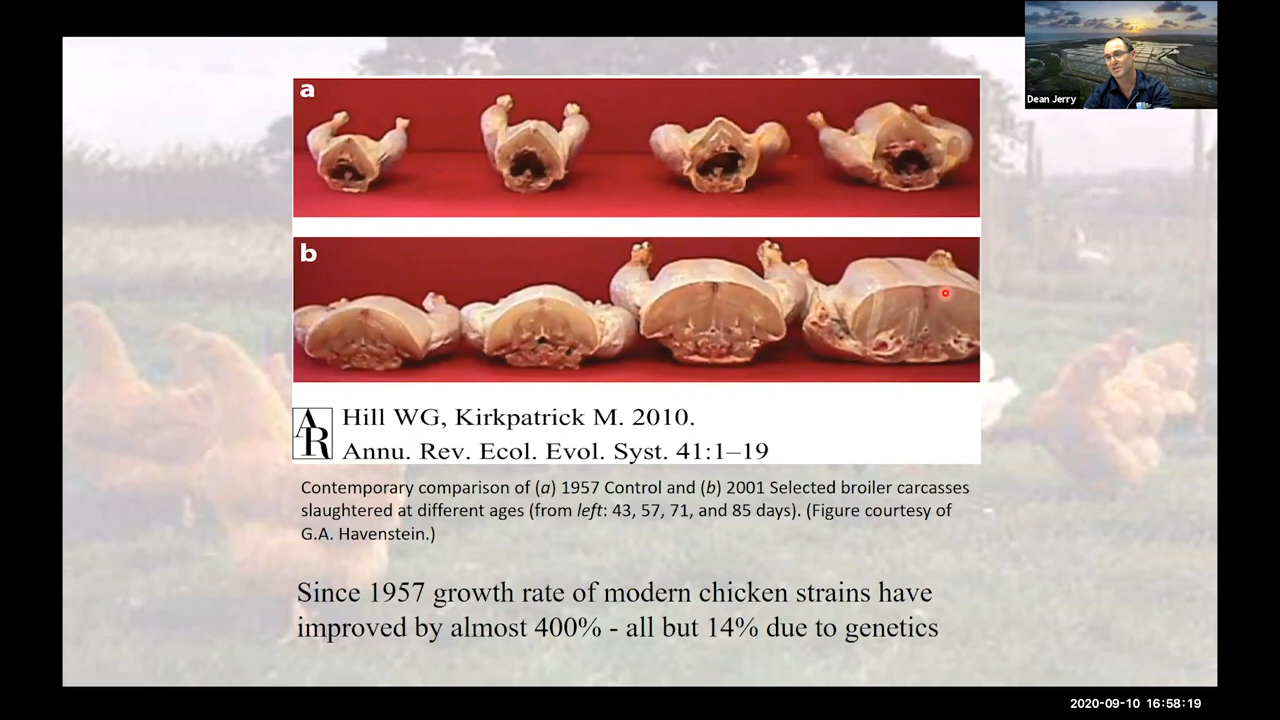 Dean Jerry
a
b
AR
Hill WG, Kirkpatrick M. 2010.
Annu. Rev. Ecol. Evol. Syst. 41:1–19
Contemporary comparison of (a) 1957 Control and (b) 2001 Selected broiler carcasses
slaughtered at different ages (from left: 43, 57, 71, and 85 days). (Figure courtesy of
G.A. Havenstein.)
Since 1957 growth rate of modern chicken strains have
improved by almost 400% - all but 14% due to genetics
2020-09-10 16:58:19